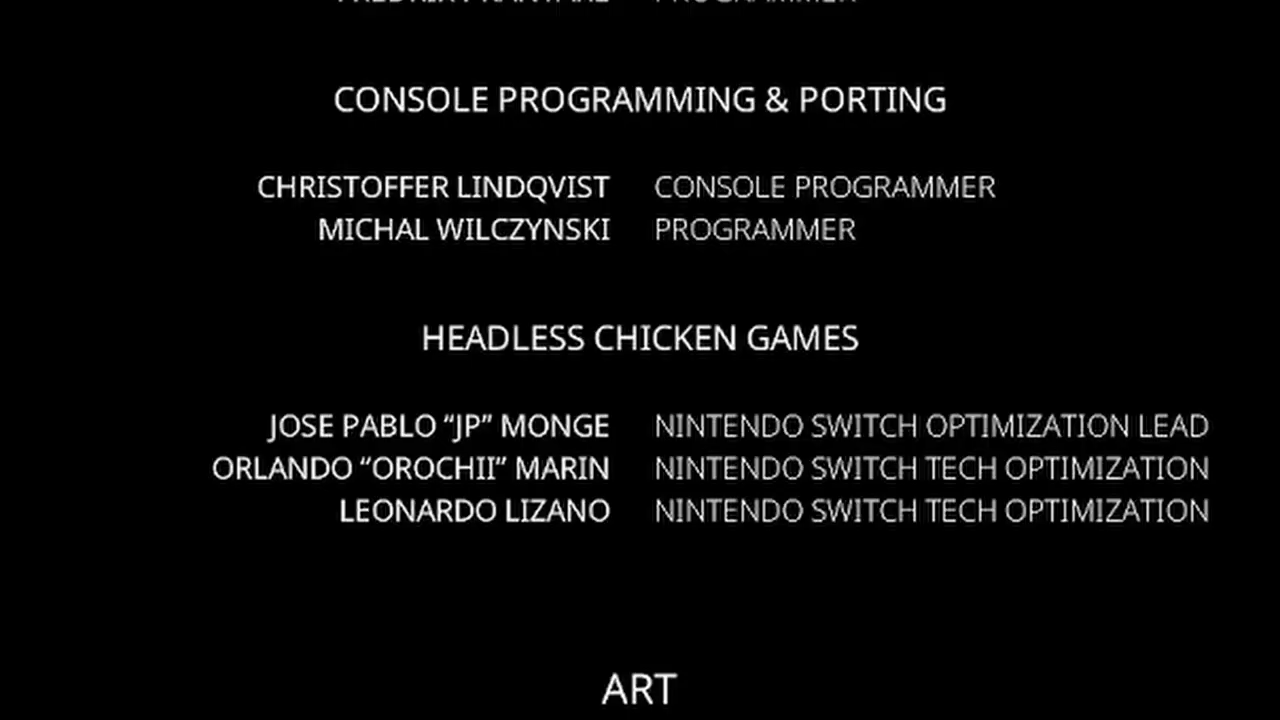 CONSOLE PROGRAMMING & PORTING
CHRISTOFFER LINDQVIST CONSOLE PROGRAMMER
MICHAL WILCZYNSKI PROGRAMMER
HEADLESS CHICKEN GAMES
JOSE PABLO “JP” MONGE NINTENDO SWITCH OPTIMIZATION LEAD
ORLANDO “OROCHII” MARIN NINTENDO SWITCH TECH OPTIMIZATION
LEONARDO LIZANO NINTENDO SWITCH TECH OPTIMIZATION
ART